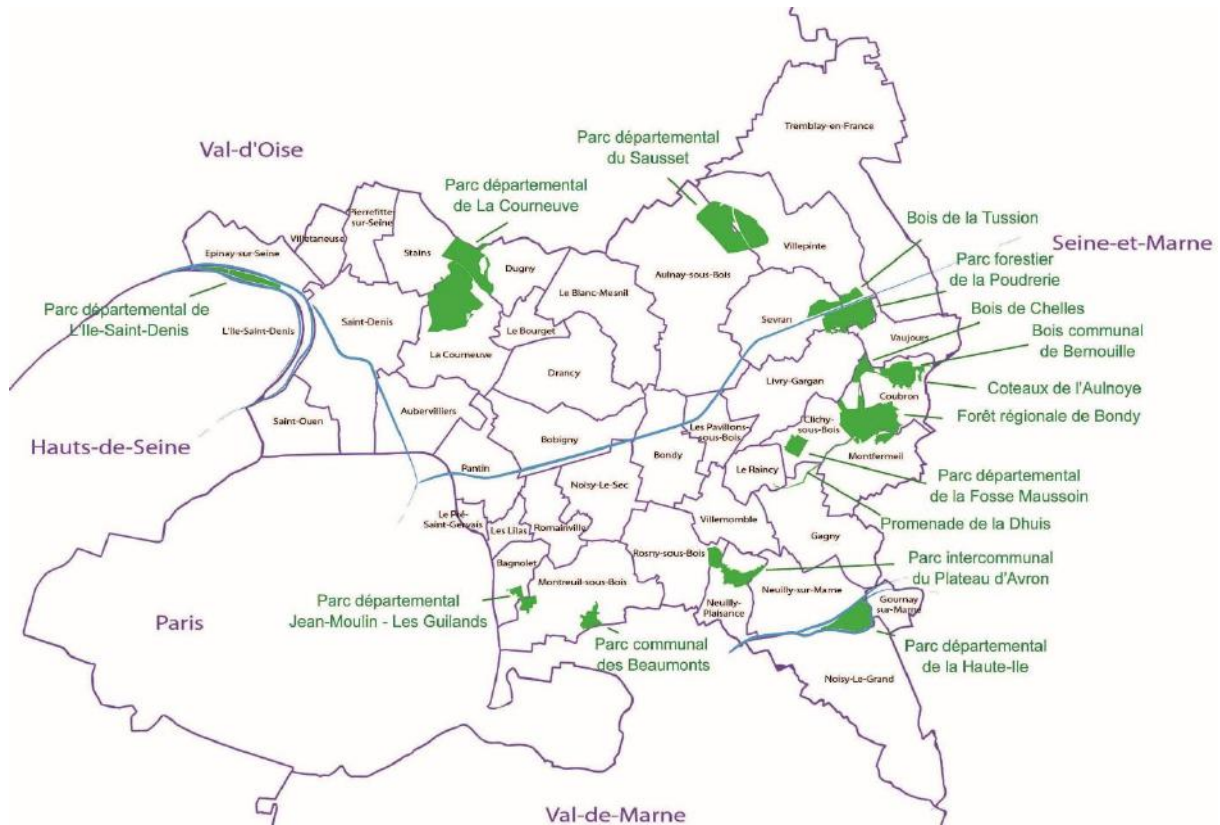 Tremblay-en-France
Val-d'Oise
Parc départemental
du Sausset
Parc départemental
de La Courneuve
Pierrefitte-
sur-Seine
Villetaneuse
Epinay-sur-Seine
Stains
Dugny
Villepinte
Bois de la Tussion
Seine-et-Marne
Parc forestier
de la Poudrerie
Aulnay-sous-Bois
Le Blanc-Mesnil
Parc départemental de
L'Ile-Saint-Denis
L'Ile-Saint-Denis
Saint-Denis
Le Bourget
Sevran
Bois de Chelles
Vaujours
Bois communal
de Bernouille
La Courneuve
Drancy
Livry-Gargan
Coubron
Coteaux de l'Aulnoye
Forêt régionale de Bondy
Aubervilliers
Saint-Ouen
Hauts-de-Seine
Bobigny
Les Pavillons-
sous-Bois
Clichy-
sous-Bois
Bondy
Montfermeil
Pantin
Le Raincy
Noisy-Le-Sec
Parc départemental
de la Fosse Maussoin
Le Pré-
Saint-Gervais
Les Lilas
Romainville
Villemomble
Promenade de la Dhuis
Gagny
Rosny-sous-Bois
Bagnolet
Montreuil-sous-Bois
Parc intercommunal
du Plateau d'Avron
Parc départemental
Jean-Moulin - Les Guilands
Neuilly-sur-Marne
Neuilly-
Plaisance
Gournay
sur-Marne
Paris
Parc communal
des Beaumonts
Parc départemental
de la Haute-Ile
Noisy-Le-Grand
Val-de-Marne